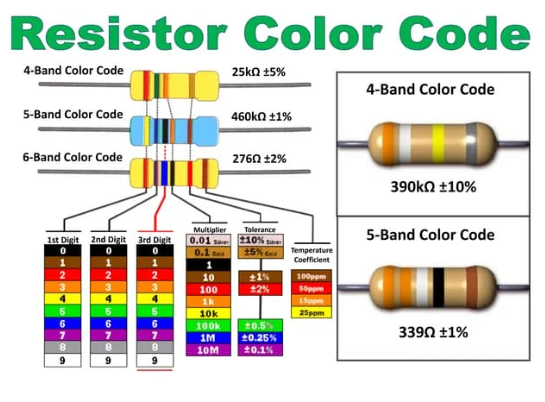 Resistor Color Code
4-Band Color Code
25kΩ ±5%
5-Band Color Code
460kΩ ±1%
6-Band Color Code
276Ω ±2%
4-Band Color Code
390kΩ ±10%
5-Band Color Code
339Ω ±1%
1st Digit
0
1
2
3
4
5
6
7
8
9
2nd Digit
0
1
2
3
4
5
6
7
8
9
3rd Digit
0
1
2
3
4
5
6
7
8
9
Multiplier
0.01 Silver
0.1 Gold
1
10
100
1k
10k
100k
1M
10M
Tolerance
±10% Silver
±5% Gold
±1%
±2%
±0.5%
±0.25%
±0.1%
Temperature
Coefficient
100ppm
50ppm
15ppm
25ppm